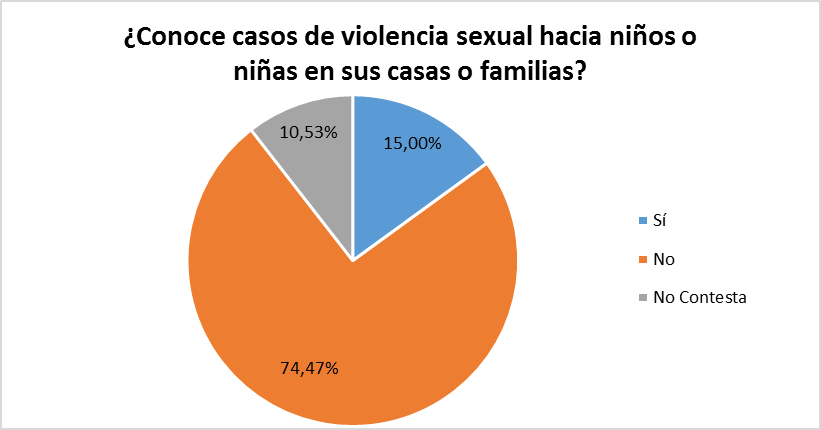 ¿Conoce casos de violencia sexual hacia niños o
niñas en sus casas o familias?
10,53%
15,00%
Sí
No
No Contesta
74,47%